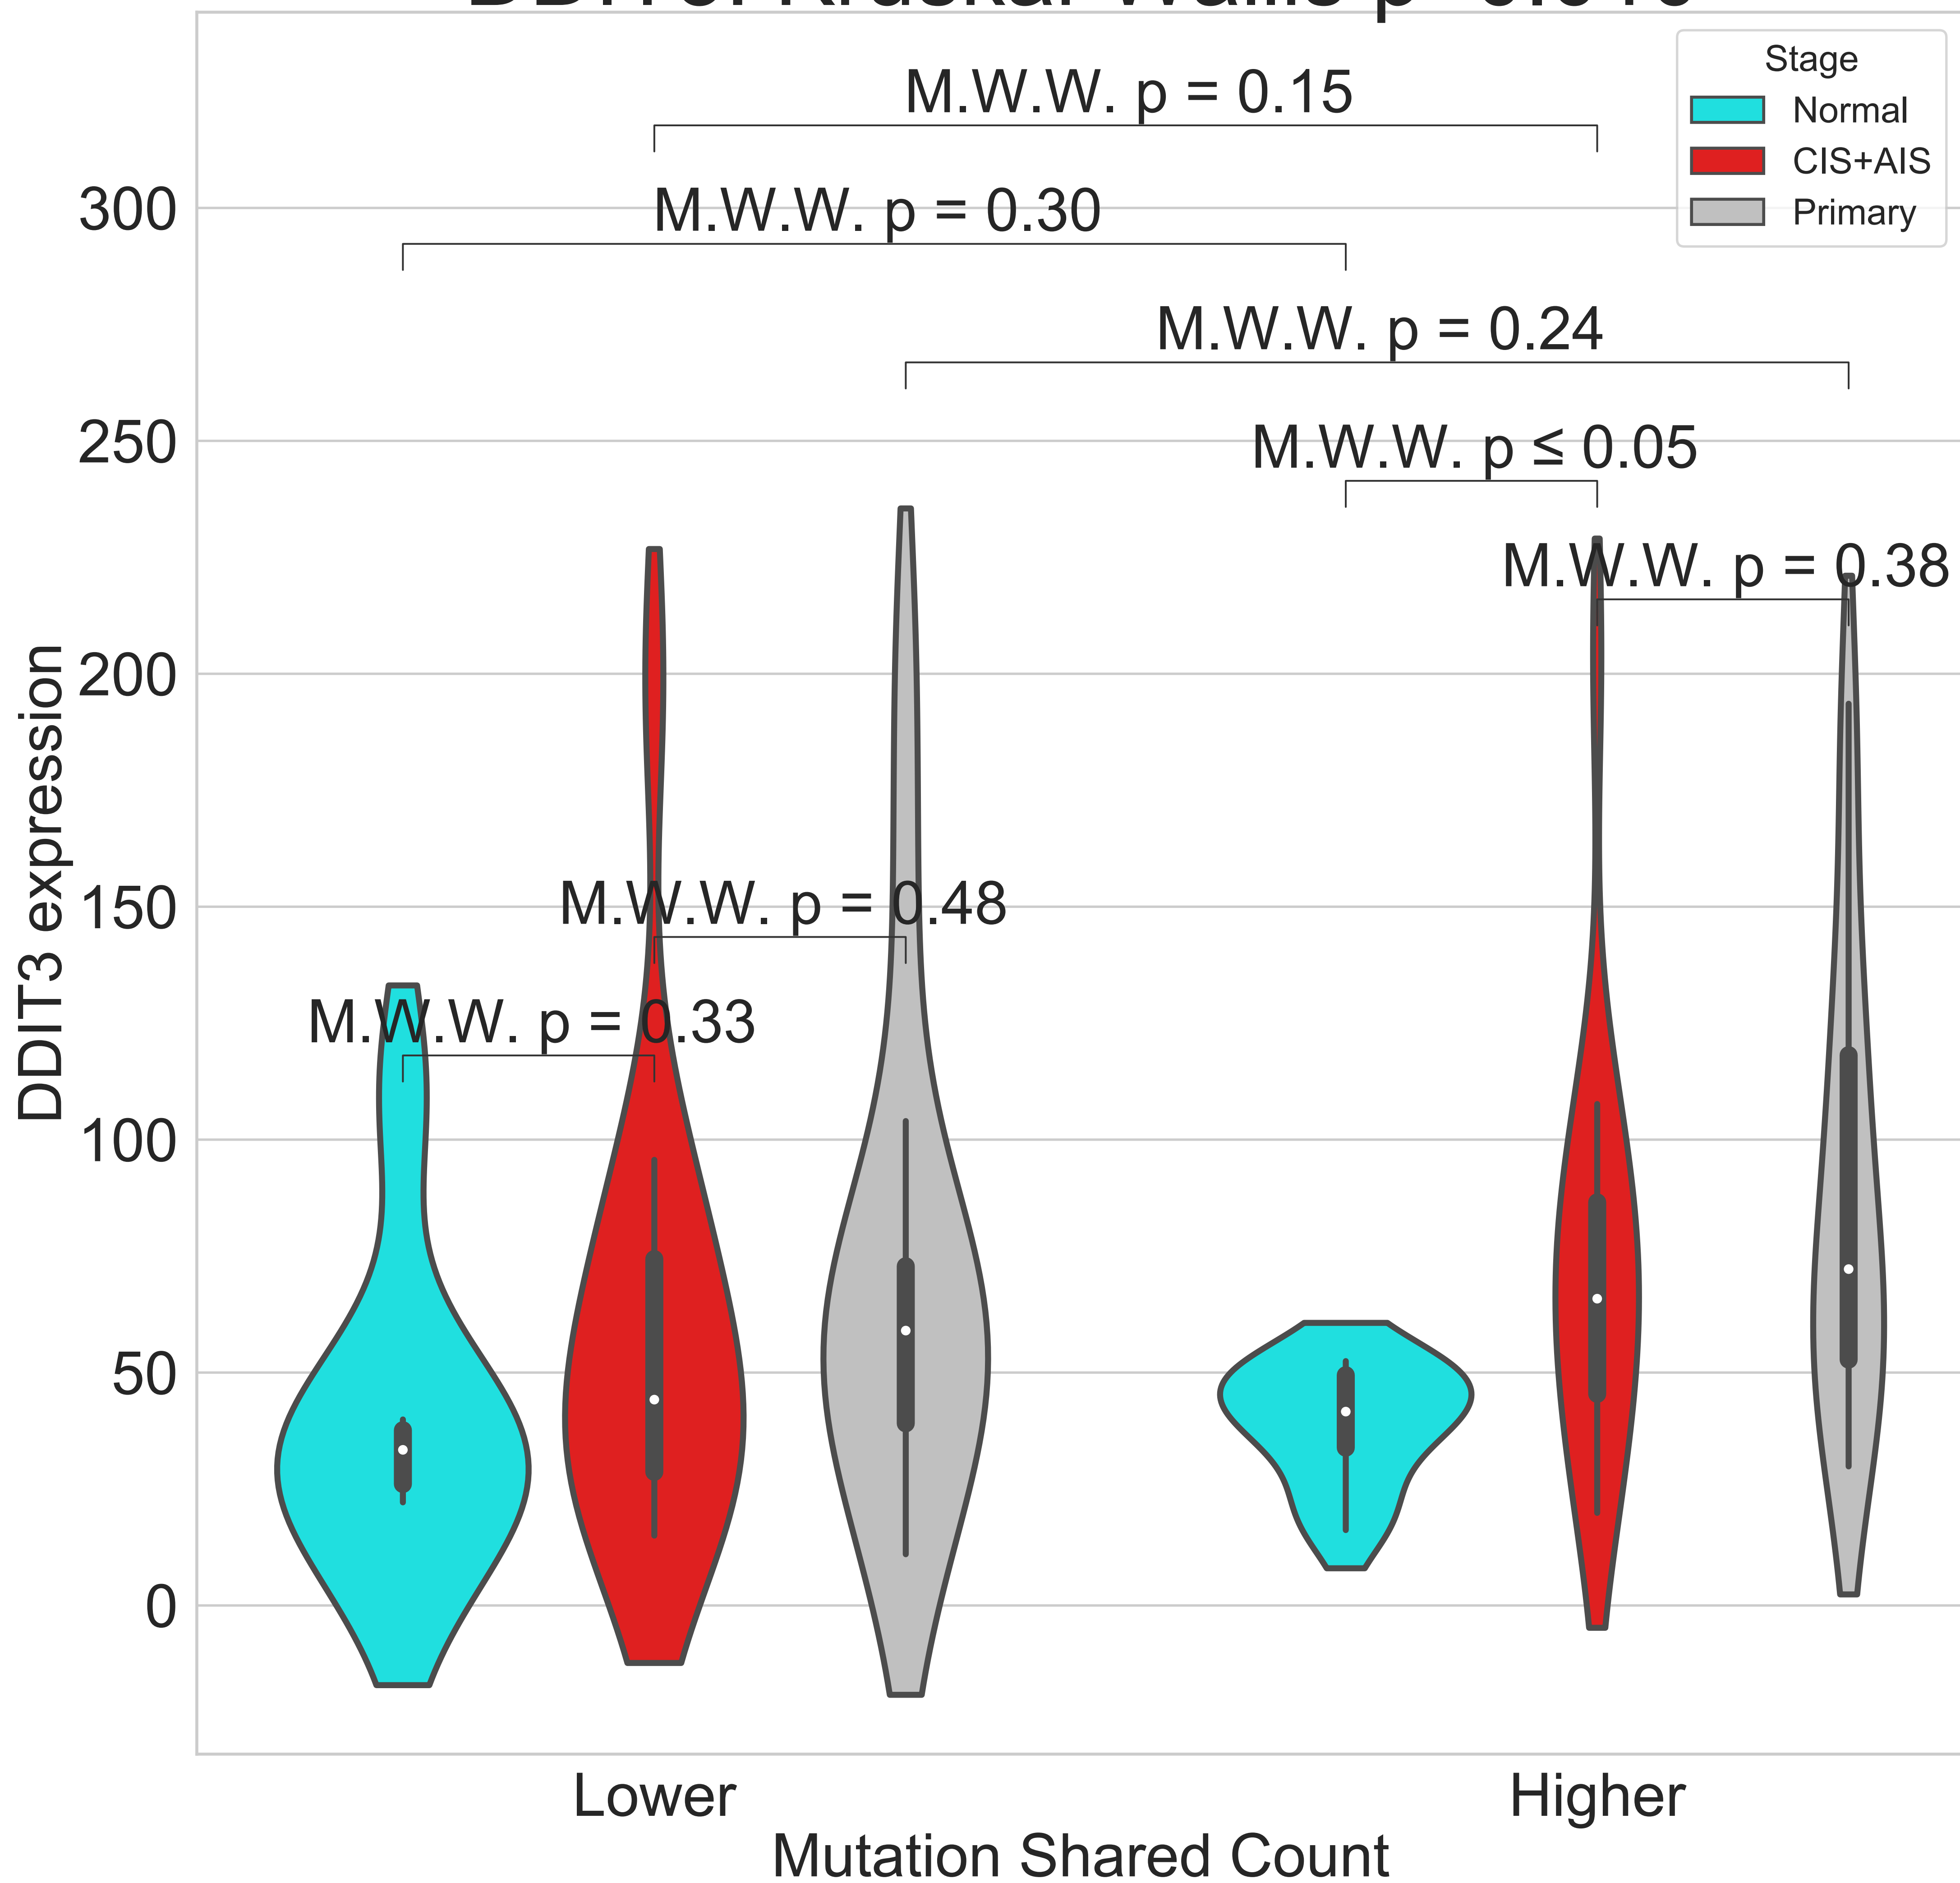 Stage
Normal
CIS+AIS
Primary
M.W.W. p = 0.15
M.W.W. p = 0.30
M.W.W. p = 0.24
M.W.W. p ≤ 0.05
M.W.W. p = 0.38
M.W.W. p = 0.48
M.W.W. p = 0.33
300
250
200
150
100
50
0
DDIT3 expression
Lower
Higher
Mutation Shared Count